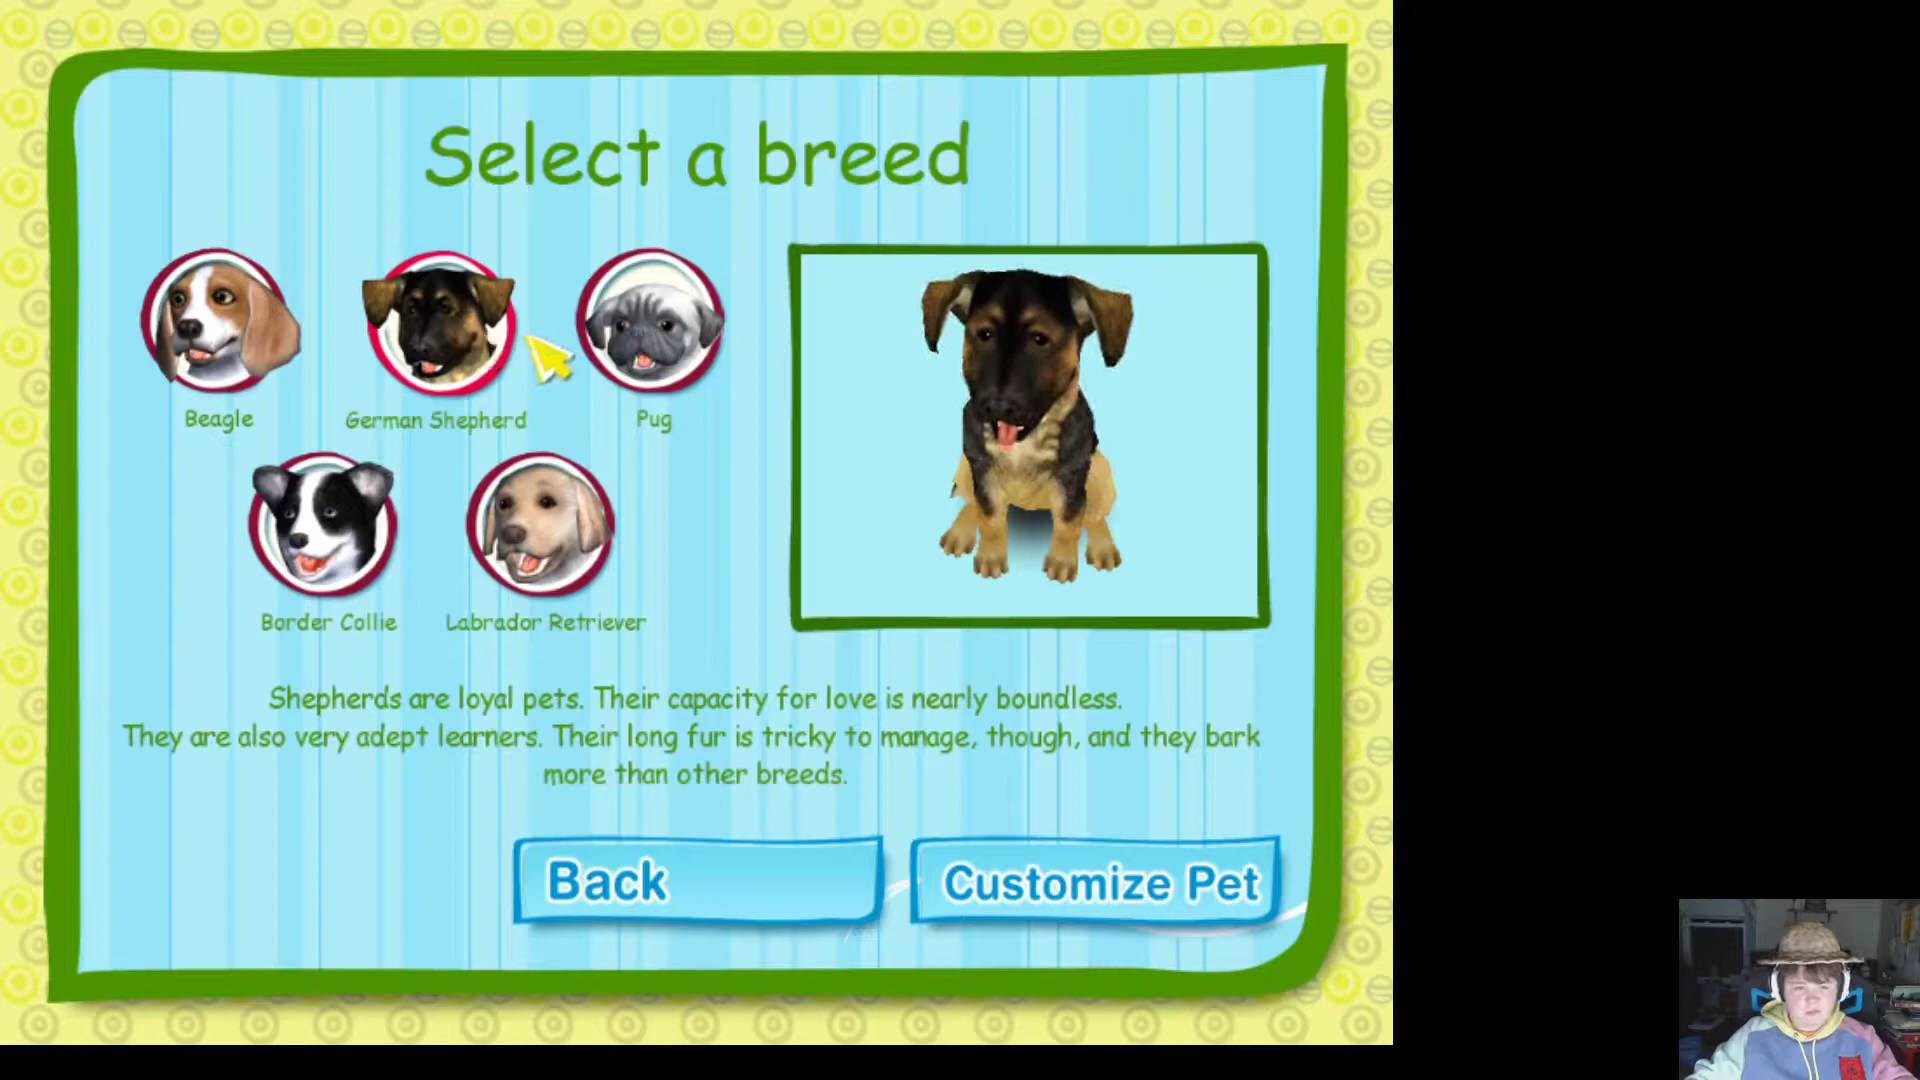 Select a breed
Beagle
German Shepherd
Pug
Border Collie
Labrador Retriever
Shepherds are loyal pets. Their capacity for love is nearly boundless.
They are also very adept learners. Their long fur is tricky to manage, though, and they bark
more than other breeds.
Back
Customize Pet